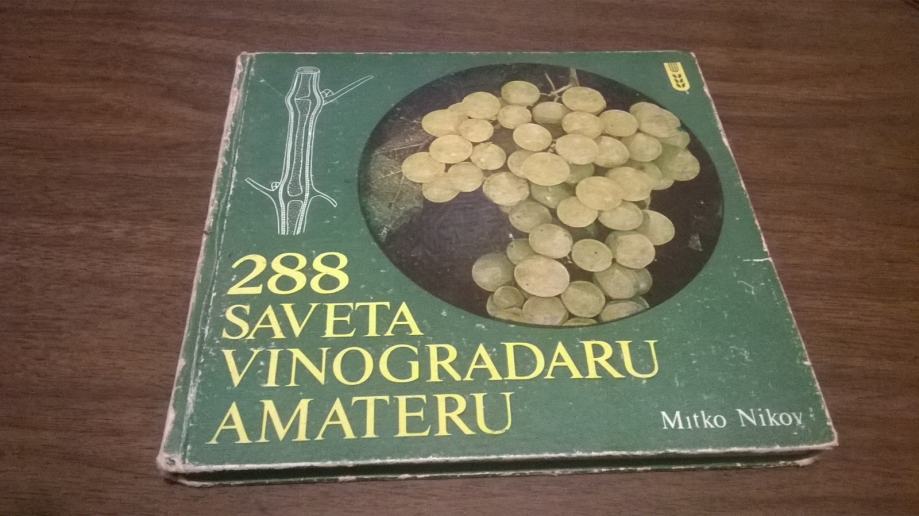 288
SAVETA
VINOGRADARU
AMATERU
Mitko Nikov